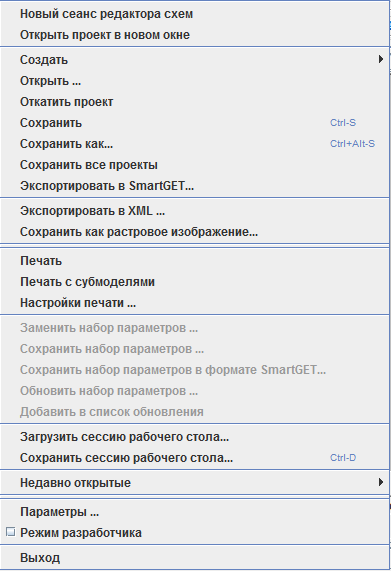 Новый сеанс редактора схем
Открыть проект в новом окне
Создать
Открыть ...
Откатить проект
Сохранить Ctrl-S
Сохранить как... Ctrl+Alt-S
Сохранить все проекты
Экспортировать в SmartGET...
Экспортировать в XML ...
Сохранить как растровое изображение...
Печать
Печать с субмоделями
Настройки печати ...
Заменить набор параметров ...
Сохранить набор параметров ...
Сохранить набор параметров в формате SmartGET...
Обновить набор параметров ...
Добавить в список обновления
Загрузить сессию рабочего стола...
Сохранить сессию рабочего стола... Ctrl-D
Недавно открытые
Параметры ...
Режим разработчика
Выход